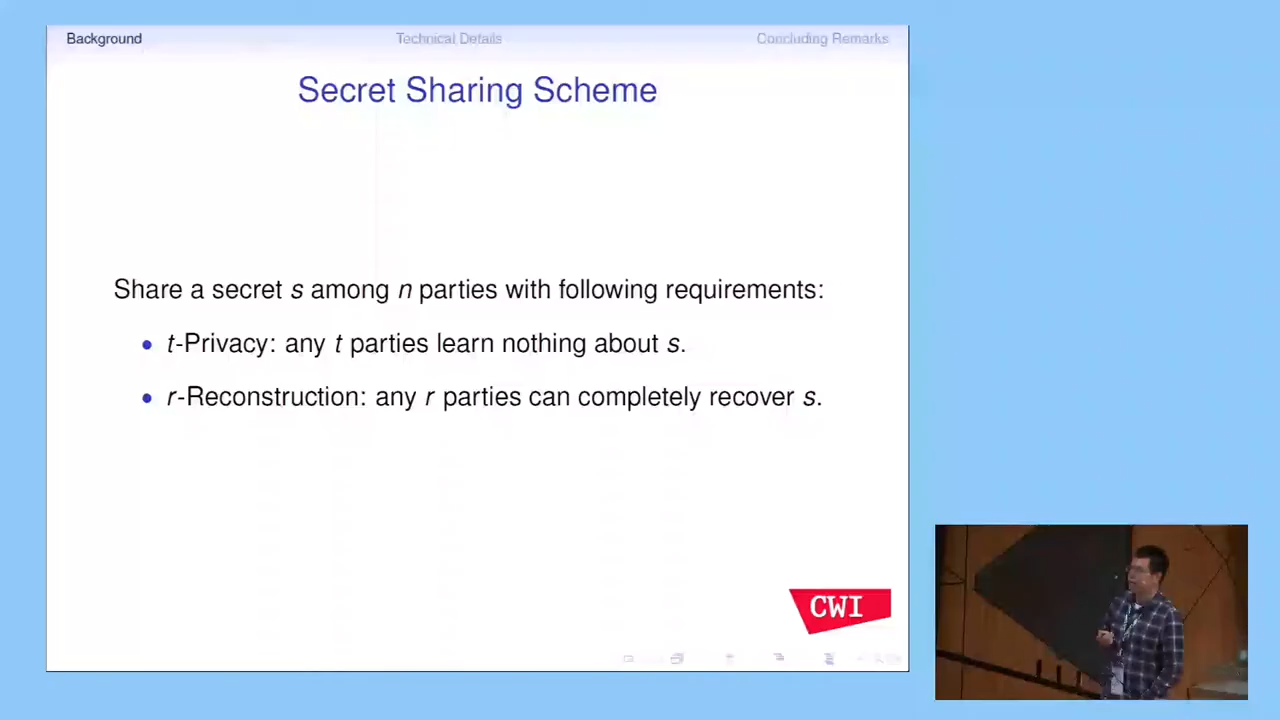 Background Technical Details Concluding Remarks
Secret Sharing Scheme
Share a secret s among n parties with following requirements:
• t-Privacy: any t parties learn nothing about s.
• r-Reconstruction: any r parties can completely recover s.
CWI